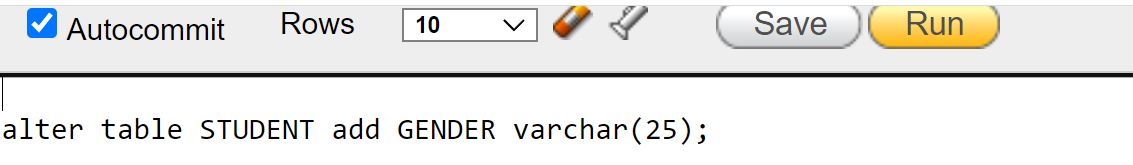 Autocommit Rows 10 Save Run
alter table STUDENT add GENDER varchar(25);